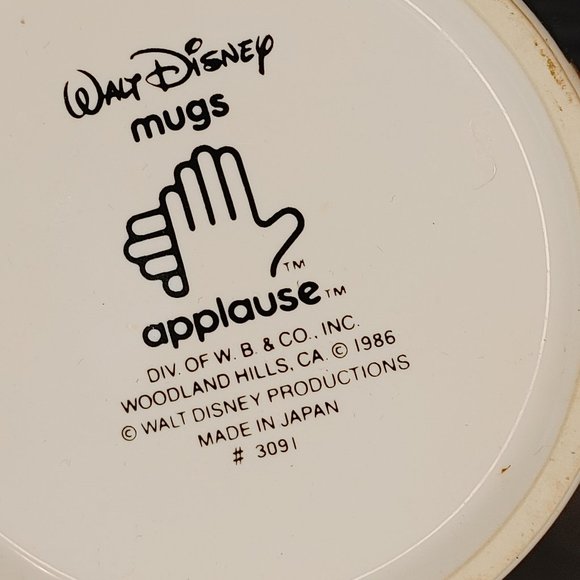 WALT DISNEY
mugs
TM
applause TM
DIV. OF W. B. & CO., INC.
WOODLAND HILLS, CA. © 1986
© WALT DISNEY PRODUCTIONS
MADE IN JAPAN
# 3091